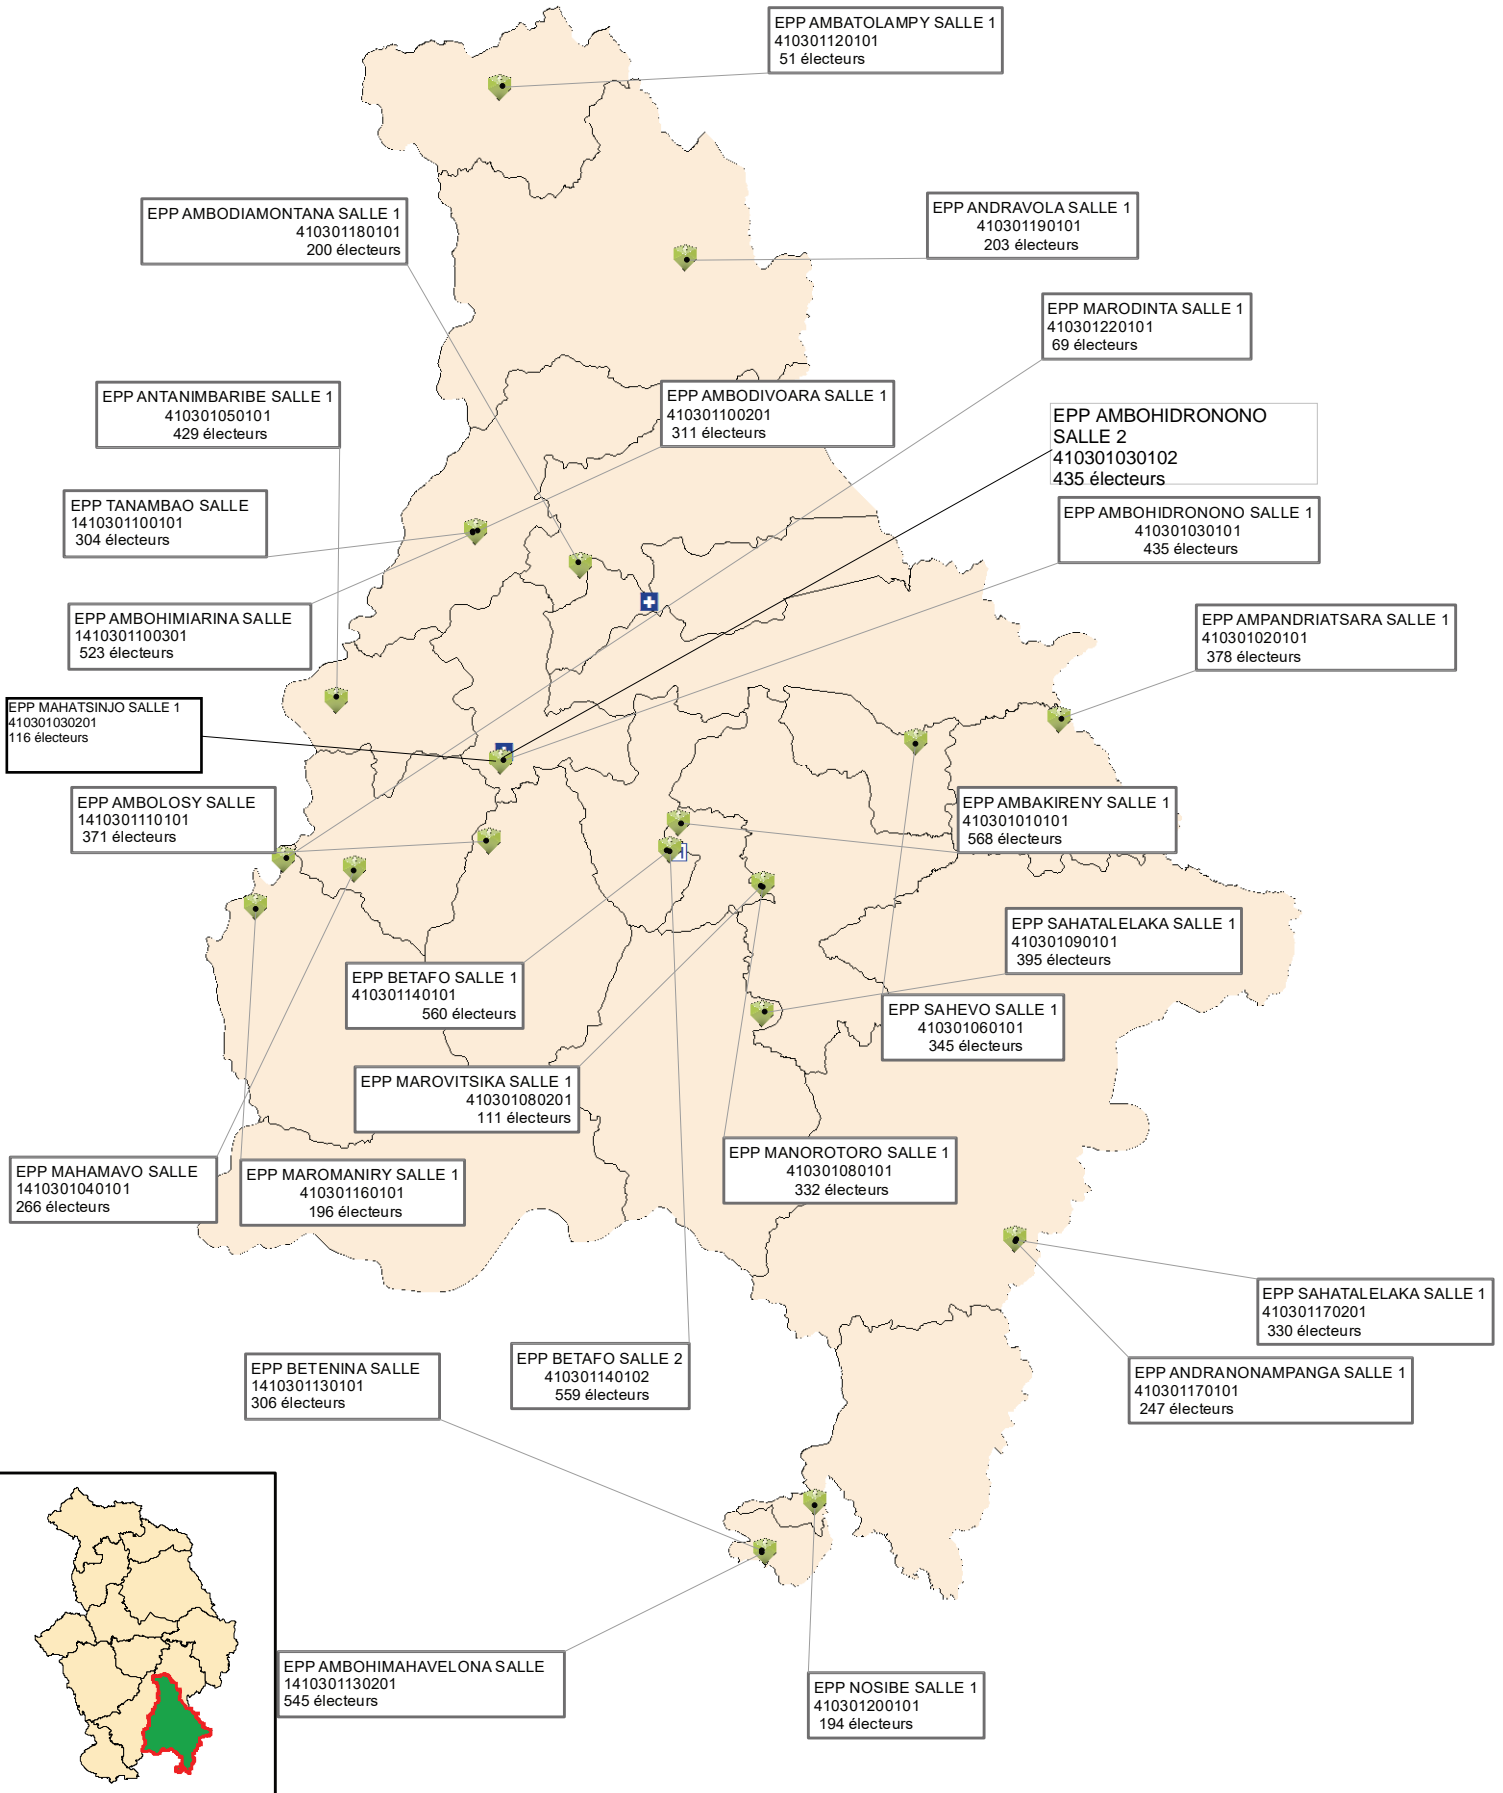 EPP AMBATOLAMPY SALLE 1
410301120101
51 électeurs
EPP AMBODIAMONTANA SALLE 1
410301180101
200 électeurs
EPP ANDRAVOLA SALLE 1
410301190101
203 électeurs
EPP MARODINTA SALLE 1
410301220101
69 électeurs
EPP ANTANIMBARIBE SALLE 1
410301050101
429 électeurs
EPP AMBODIVOARA SALLE 1
410301100201
311 électeurs
EPP AMBOHIDRONONO
SALLE 2
410301030102
435 électeurs
EPP TANAMBAO SALLE
1410301100101
304 électeurs
EPP AMBOHIDRONONO SALLE 1
410301030101
435 électeurs
EPP AMBOHIMIARINA SALLE
1410301100301
523 électeurs
EPP AMPANDRIATSARA SALLE 1
410301020101
378 électeurs
EPP MAHATSINJO SALLE 1
410301030201
116 électeurs
EPP AMBOLOSY SALLE
1410301110101
371 électeurs
EPP AMBAKIRENY SALLE 1
410301010101
568 électeurs
EPP SAHATALELAKA SALLE 1
410301090101
395 électeurs
EPP BETAFO SALLE 1
410301140101
560 électeurs
EPP SAHEVO SALLE 1
410301060101
345 électeurs
EPP MAROVITSIKA SALLE 1
410301080201
111 électeurs
EPP MANOROTORO SALLE 1
410301080101
332 électeurs
EPP MAHAMAVO SALLE
1410301040101
266 électeurs
EPP MAROMANIRY SALLE 1
410301160101
196 électeurs
EPP SAHATALELAKA SALLE 1
410301170201
330 électeurs
EPP BETENINA SALLE
1410301130101
306 électeurs
EPP BETAFO SALLE 2
410301140102
559 électeurs
EPP ANDRANONAMPANGA SALLE 1
410301170101
247 électeurs
EPP AMBOHIMAHAVELONA SALLE
1410301130201
545 électeurs
EPP NOSIBE SALLE 1
410301200101
194 électeurs